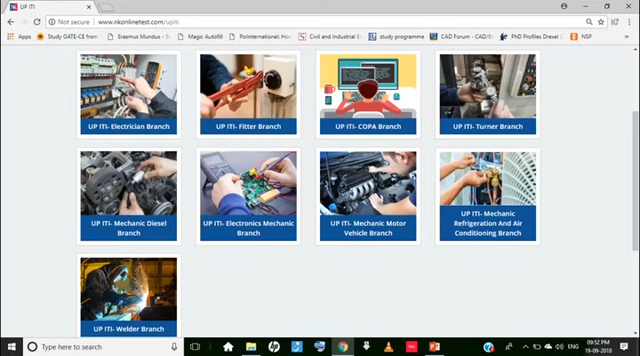 UP ITI
Not secure
www.nkonlinetest.com/upiti
Apps
Study GATE-CE from
Erasmus Mundus - S
Magic Autofill
Polinternational: Hon
Civil and Industrial E
study programme
CAD Forum - CAD/BI
PhD Profiles Drexel C
NSP
UP ITI- Electrician Branch
UP ITI- Fitter Branch
UP ITI- COPA Branch
UP ITI- Turner Branch
UP ITI- Mechanic Diesel
Branch
UP ITI- Electronics Mechanic
Branch
UP ITI- Mechanic Motor
Vehicle Branch
UP ITI- Mechanic
Refrigeration And Air
Conditioning Branch
UP ITI- Welder Branch
Type here to search
ENG
09:52 PM
19-09-2018